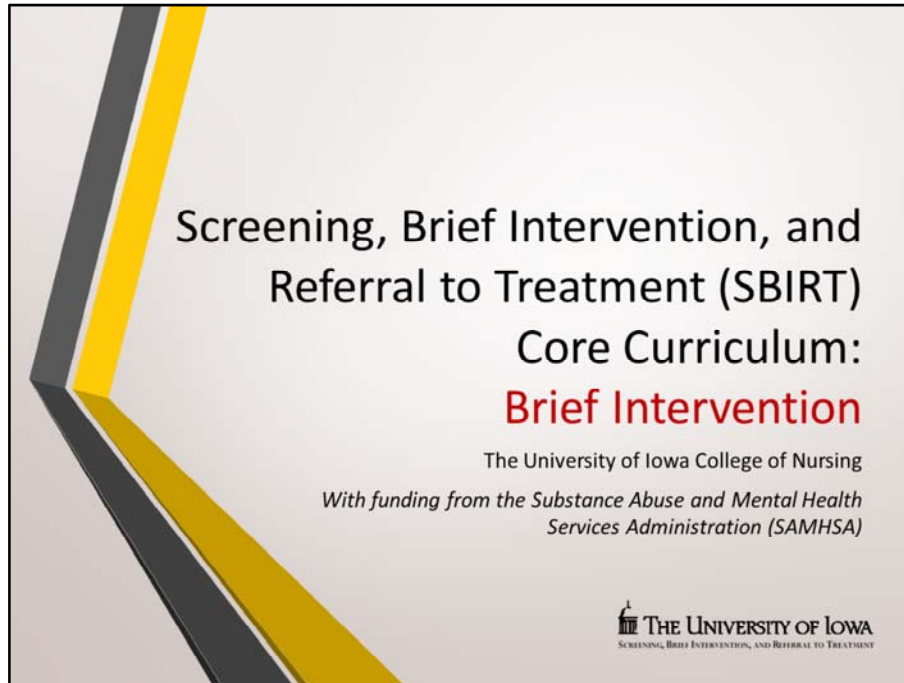 Screening, Brief Intervention, and
Referral to Treatment (SBIRT)
Core Curriculum:
Brief Intervention
The University of Iowa College of Nursing
With funding from the Substance Abuse and Mental Health
Services Administration (SAMHSA)
THE UNIVERSITY OF IOWA
SCREENING, BRIEF INTERVENTION, AND REFERRAL TO TREATMENT